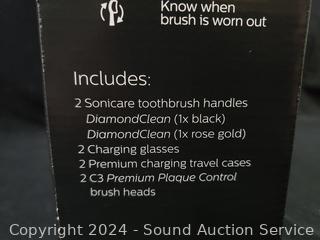 Know when
brush is worn out
Includes:
2 Sonicare toothbrush handles
DiamondClean (1x black)
DiamondClean (1x rose gold)
2 Charging glasses
2 Premium charging travel cases
2 C3 Premium Plaque Control
brush heads
Copyright 2024 - Sound Auction Service